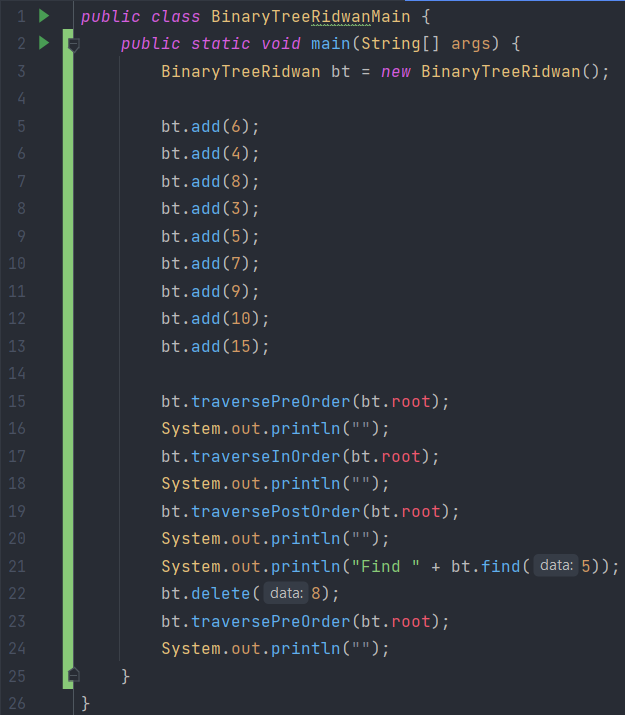 1 public class BinaryTreeRidwanMain {
2 public static void main(String[] args) {
3 BinaryTreeRidwan bt = new BinaryTreeRidwan();
4
5 bt.add(6);
6 bt.add(4);
7 bt.add(8);
8 bt.add(3);
9 bt.add(5);
10 bt.add(7);
11 bt.add(9);
12 bt.add(10);
13 bt.add(15);
14
15 bt.traversePreOrder(bt.root);
16 System.out.println("");
17 bt.traverseInOrder(bt.root);
18 System.out.println("");
19 bt.traversePostOrder(bt.root);
20 System.out.println("");
21 System.out.println("Find " + bt.find( data: 5));
22 bt.delete( data: 8);
23 bt.traversePreOrder(bt.root);
24 System.out.println("");
25 }
26 }